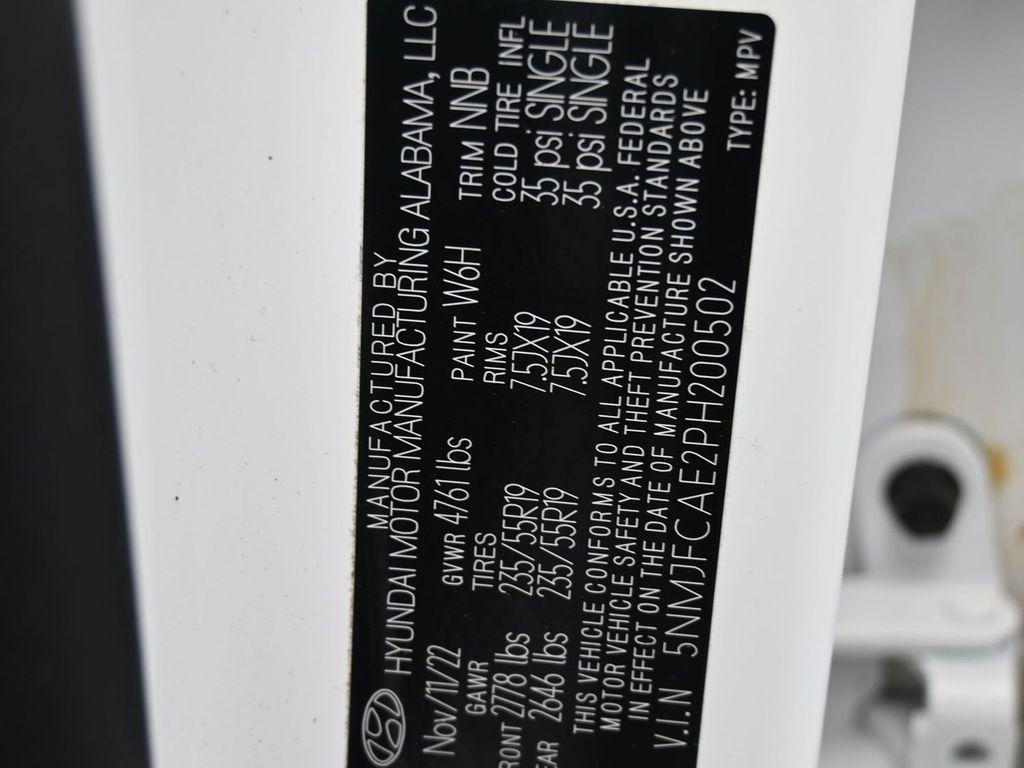 MANUFACTURED BY
HYUNDAI MOTOR MANUFACTURING ALABAMA, LLC
Nov/11/22 GVWR 4761 lbs PAINT W6H TRIM NNB
GAWR TIRES RIMS COLD TIRE INFL
RONT 2778 lbs 235/55R19 7.5JX19 35 psi SINGLE
EAR 2646 lbs 235/55R19 7.5JX19 35 psi SINGLE
THIS VEHICLE CONFORMS TO ALL APPLICABLE U.S.A. FEDERAL
MOTOR VEHICLE SAFETY AND THEFT PREVENTION STANDARDS
IN EFFECT ON THE DATE OF MANUFACTURE SHOWN ABOVE
V.I.N 5NMJFCAE2PH200502 TYPE: MPV